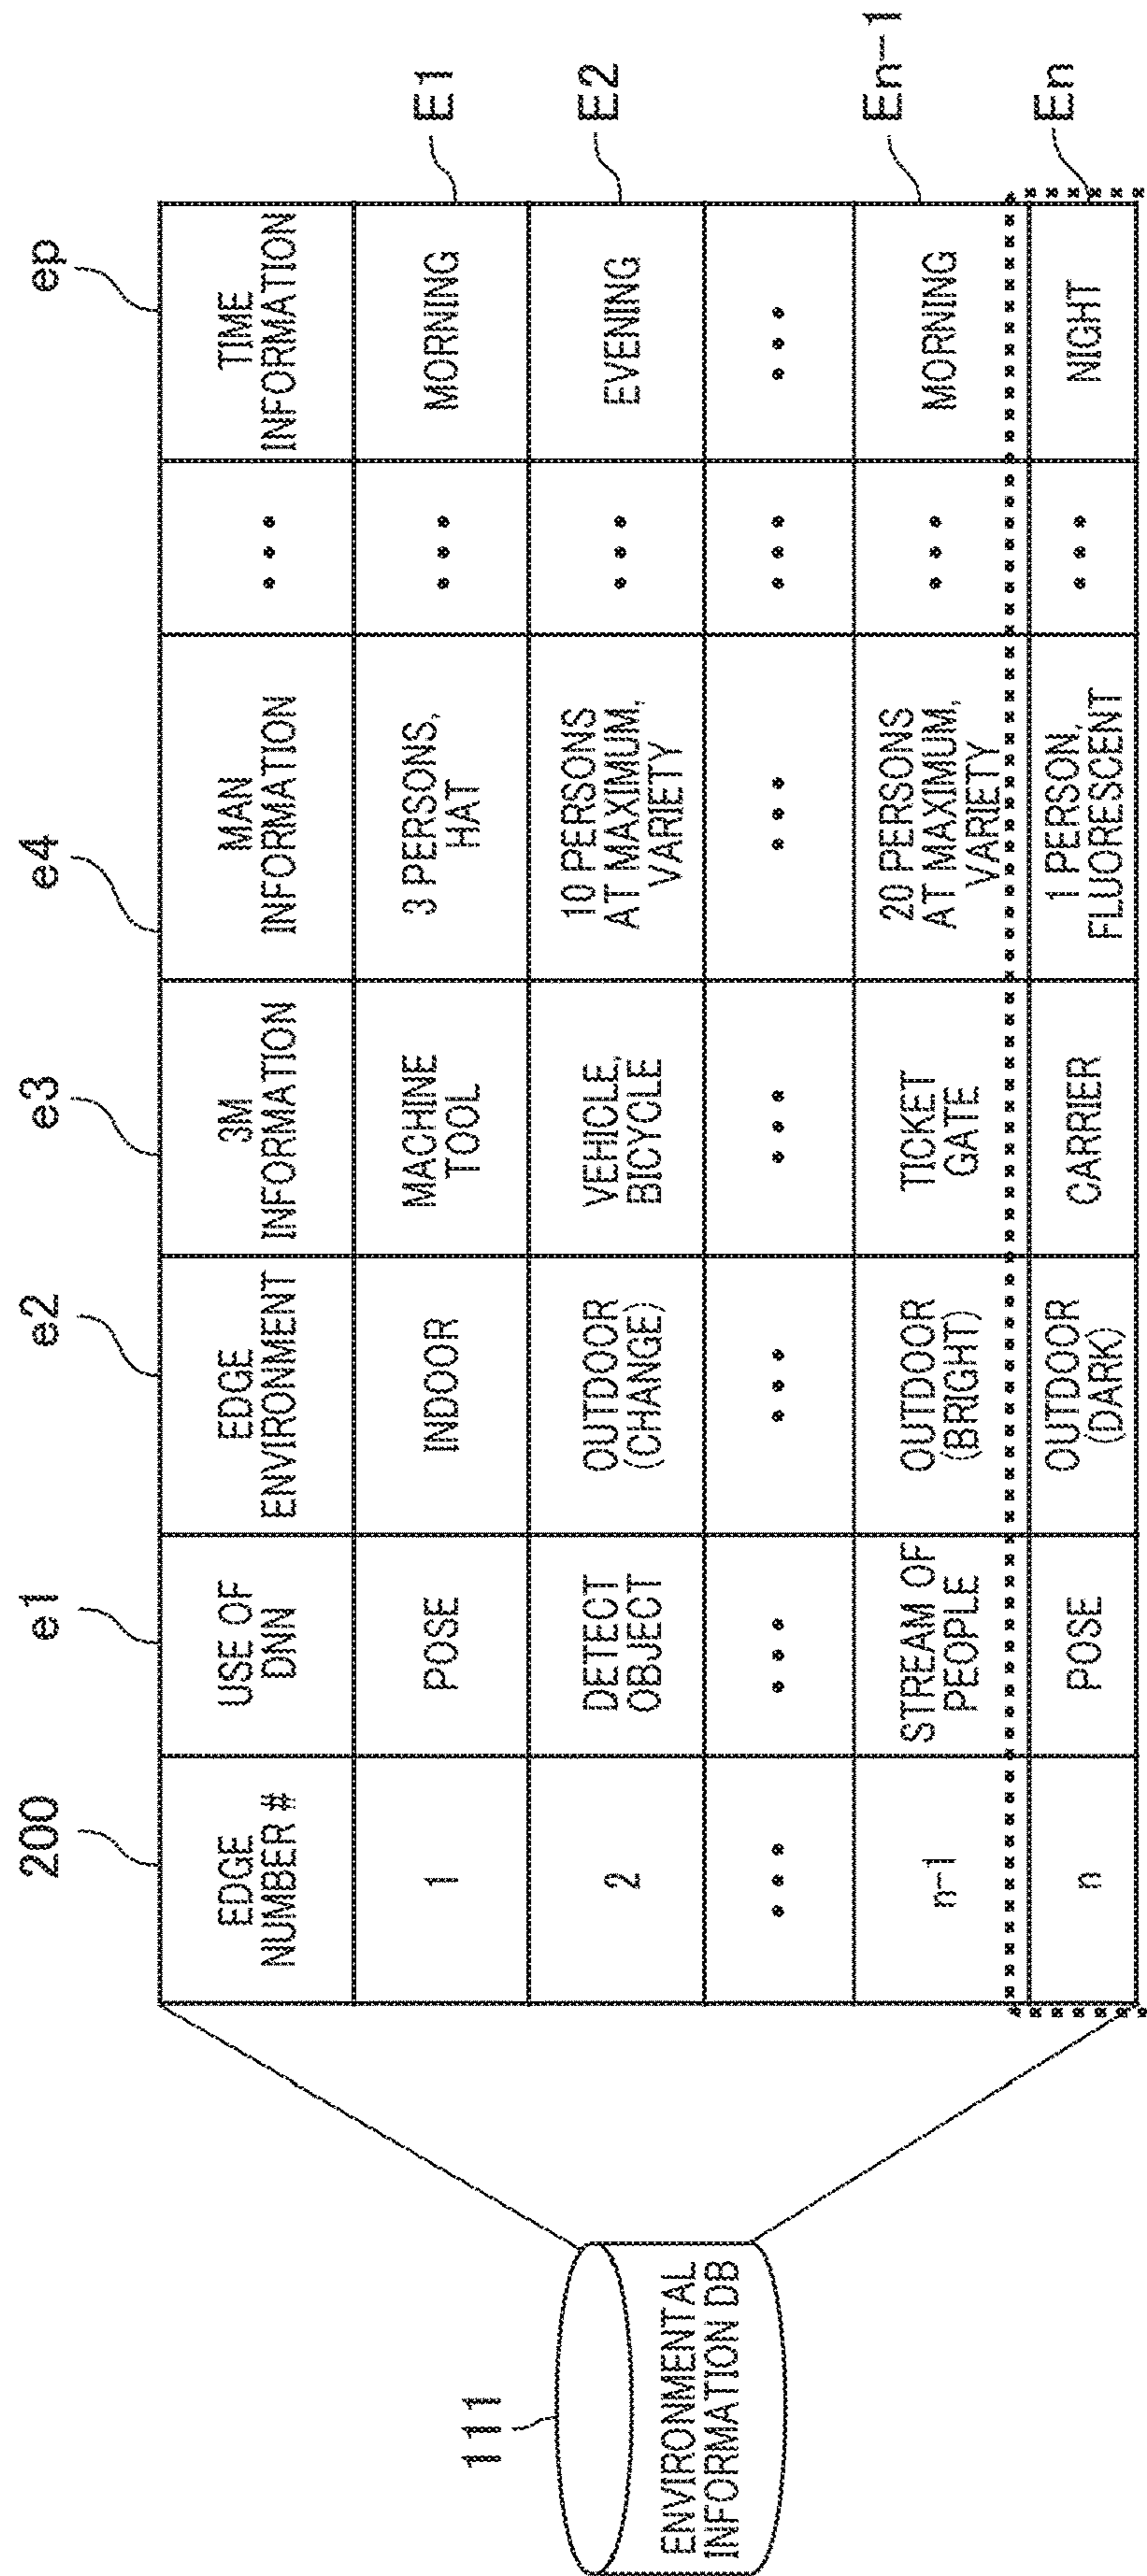 200
e1
e2
e3
e4
ep
EDGE
NUMBER #
USE OF
DNN
EDGE
ENVIRONMENT
3M
INFORMATION
MAN
INFORMATION
• • •
TIME
INFORMATION
1
POSE
INDOOR
MACHINE
TOOL
3 PERSONS,
HAT
• • •
MORNING
E1
2
DETECT
OBJECT
OUTDOOR
(CHANGE)
VEHICLE,
BICYCLE
10 PERSONS
AT MAXIMUM,
VARIETY
• • •
EVENING
E2
• • •
• • •
• • •
• • •
• • •
• • •
• • •
n-1
STREAM OF
PEOPLE
OUTDOOR
(BRIGHT)
TICKET
GATE
20 PERSONS
AT MAXIMUM,
VARIETY
• • •
MORNING
En-1
n
POSE
OUTDOOR
(DARK)
CARRIER
1 PERSON,
FLUORESCENT
• • •
NIGHT
En
111
ENVIRONMENTAL
INFORMATION DB